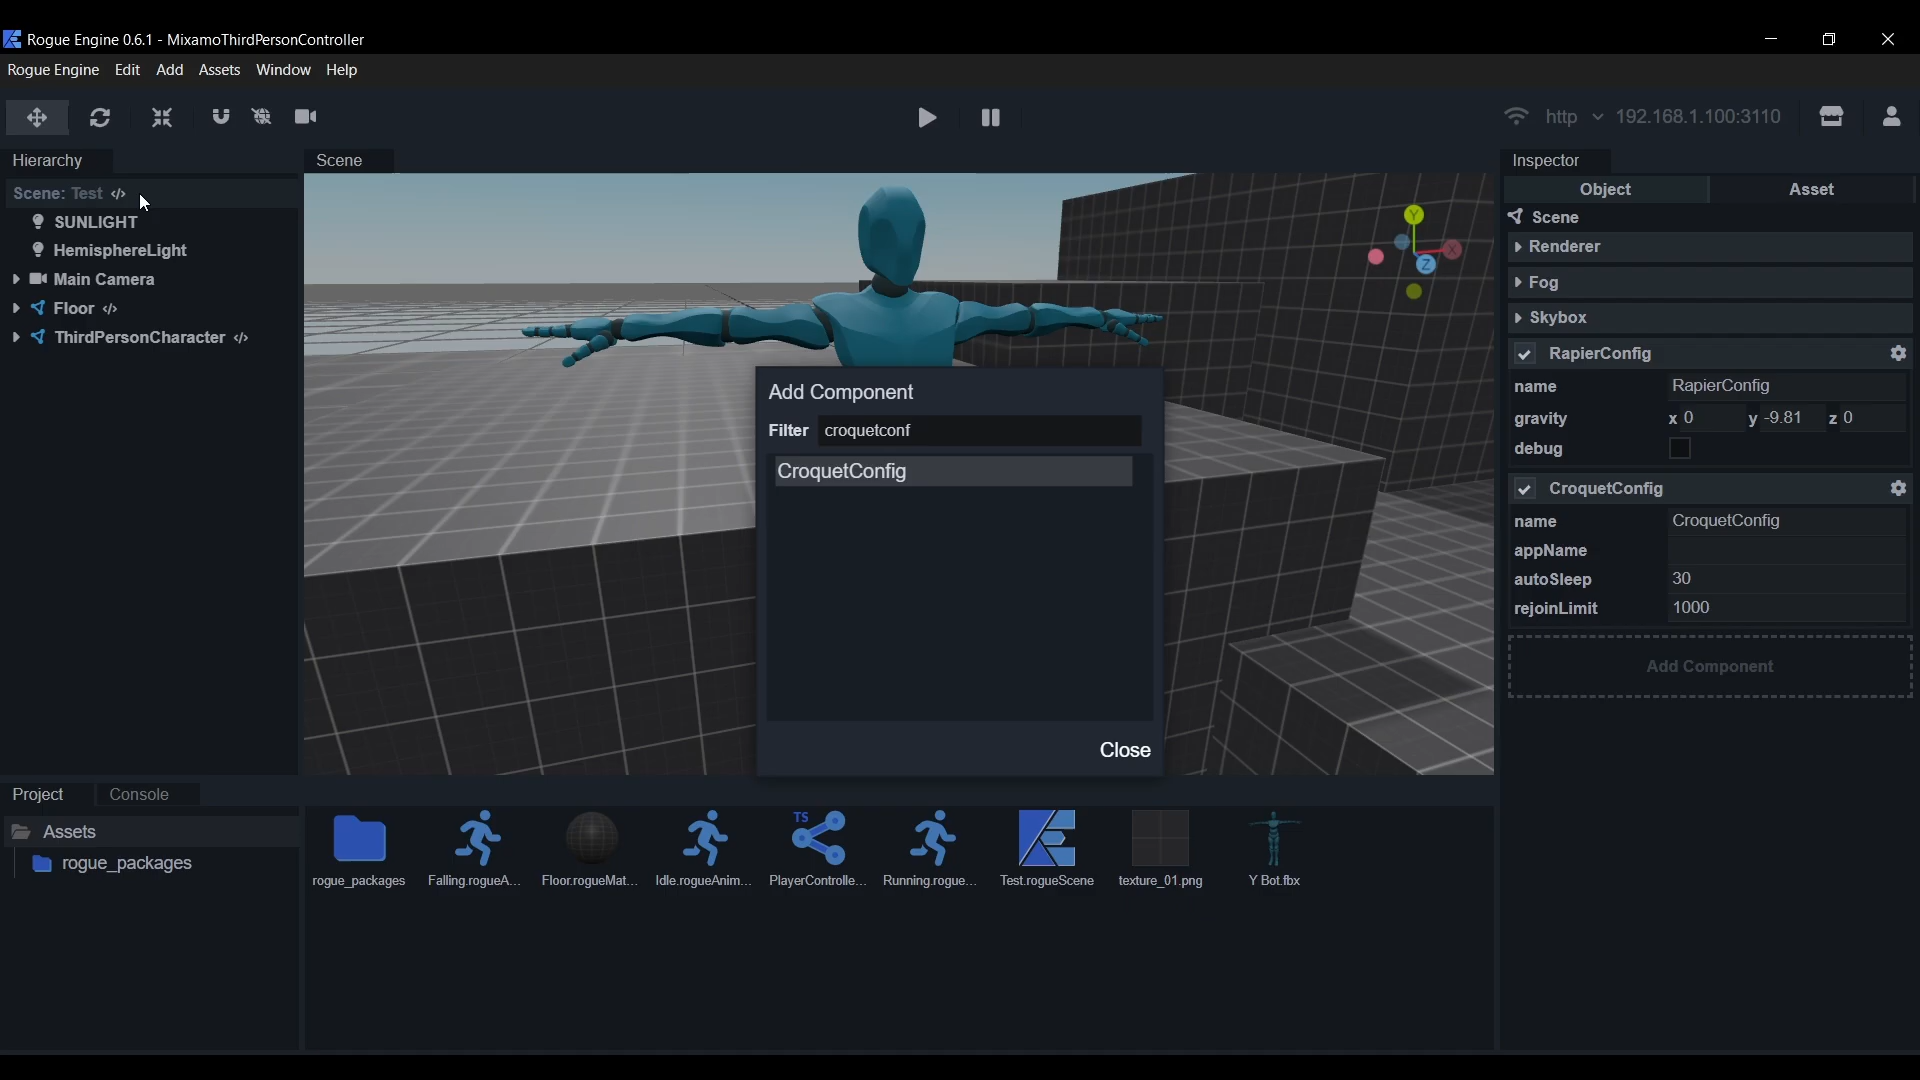 Rogue Engine 0.6.1 - MixamoThirdPersonController
Rogue Engine Edit Add Assets Window Help
http 192.168.1.100:3110
Hierarchy
Scene: Test </>
SUNLIGHT
HemisphereLight
Main Camera
Floor </>
ThirdPersonCharacter </>
Scene
Y
X
Z
Add Component
Filter croquetconf
CroquetConfig
Close
Inspector
Object Asset
Scene
Renderer
Fog
Skybox
RapierConfig
name RapierConfig
gravity x 0 y -9.81 z 0
debug
CroquetConfig
name CroquetConfig
appName
autoSleep 30
rejoinLimit 1000
Add Component
Project Console
Assets
rogue_packages
TS
rogue_packages Falling.rogueA... Floor.rogueMat... Idle.rogueAnim... PlayerControlle... Running.rogue... Test.rogueScene texture_01.png Y Bot.fbx